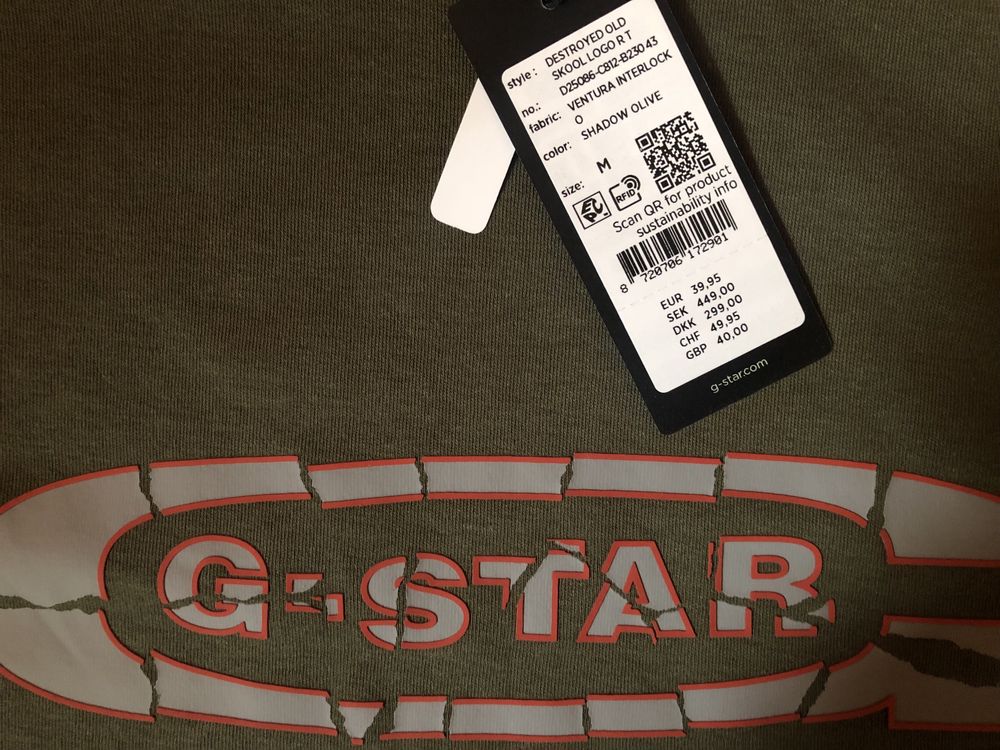 style: DESTROYED OLD
SKOOL LOGO R T
no.: D25086-C812-B230 43
fabric: VENTURA INTERLOCK
O
color: SHADOW OLIVE
size: M
EPC
RFID
Scan QR for product
sustainability info
8 720706 172901
EUR 39,95
SEK 449,00
DKK 299,00
CHF 49,95
GBP 40,00
g-star.com
G-STAR